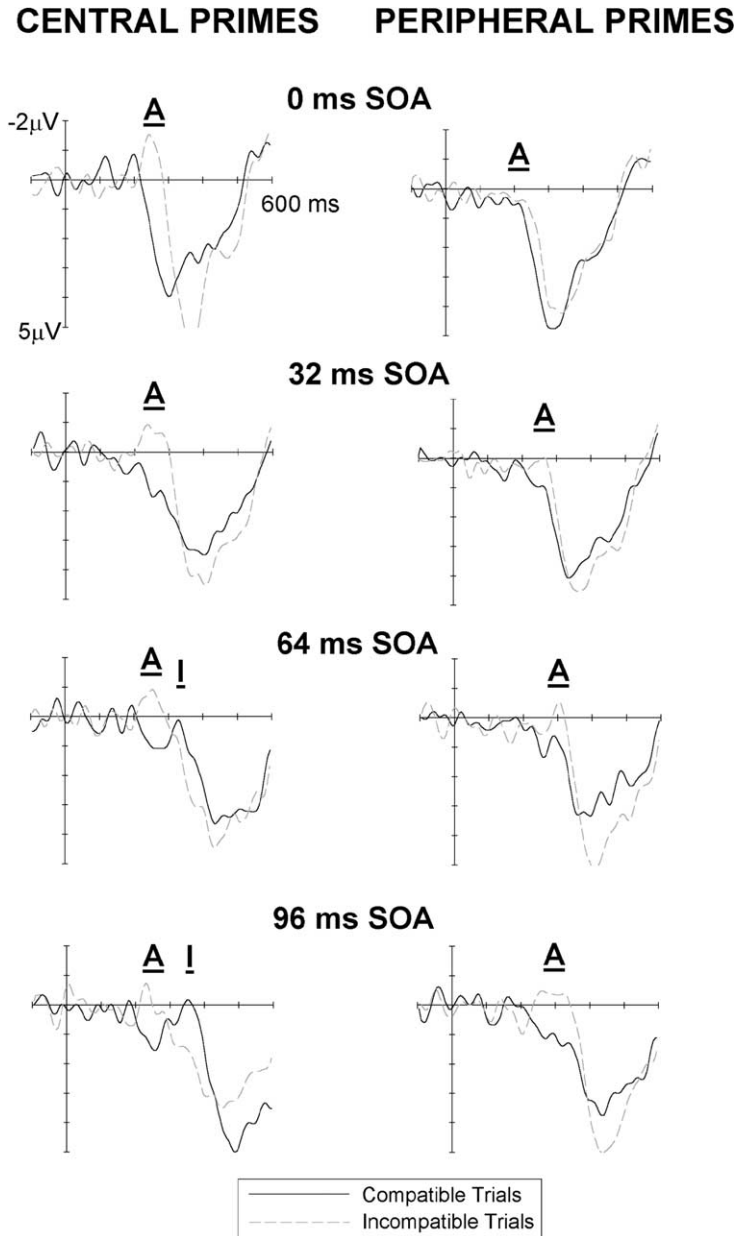 CENTRAL PRIMES PERIPHERAL PRIMES
0 ms SOA
A
-2μV
A
600 ms
5μV
32 ms SOA
A
A
64 ms SOA
A I
A
96 ms SOA
A I
A
Compatible Trials
Incompatible Trials